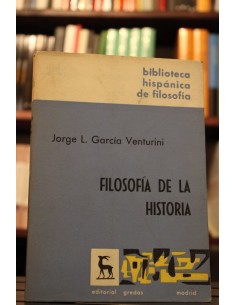 biblioteca
hispánica
de filosofía
Jorge L. García Venturini
FILOSOFÍA DE LA
HISTORIA
editorial gredos madrid